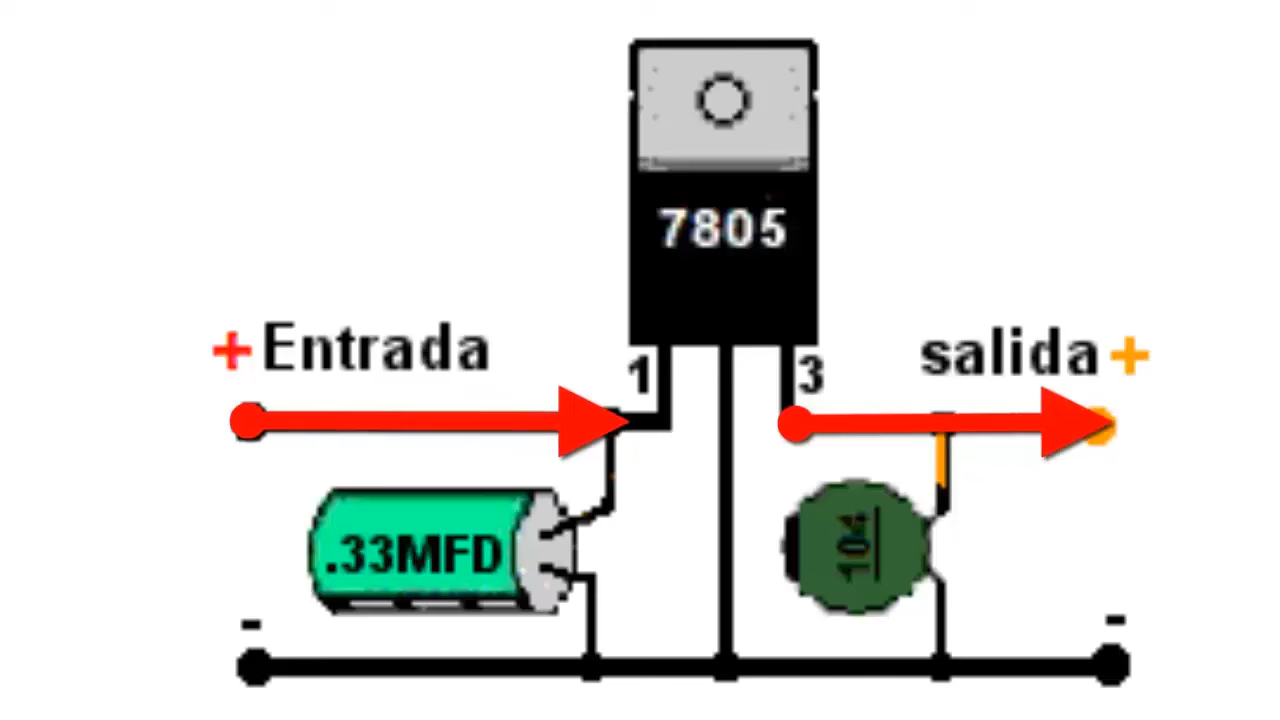 7805
+ Entrada
1
3
salida +
.33MFD
104
-
-